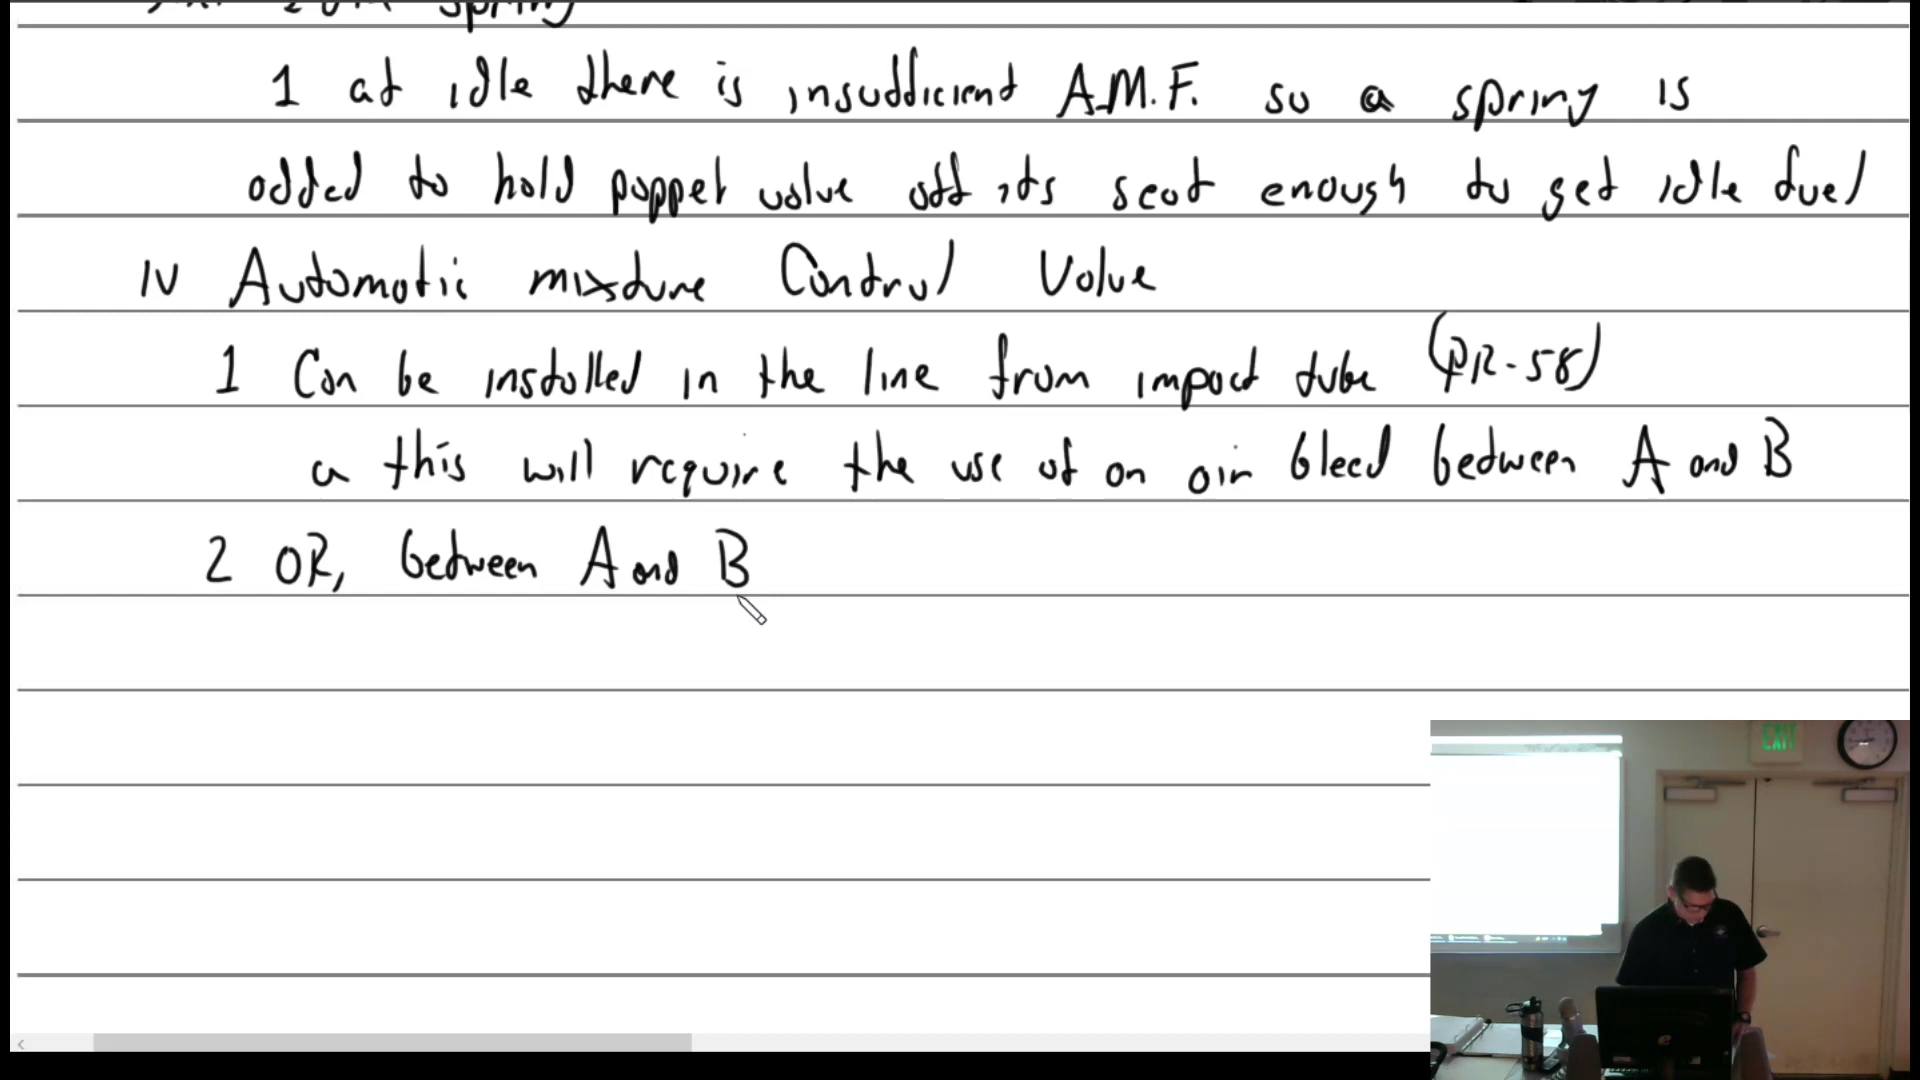 spring
1 at idle there is insufficient A.M.F. so a spring is
added to hold poppet valve off its seat enough to get idle fuel
IV Automatic mixture Control Valve
1 Can be installed in the line from impact tube (PR-58)
a this will require the use of an air bleed between A and B
2 OR, between A and B
EXIT